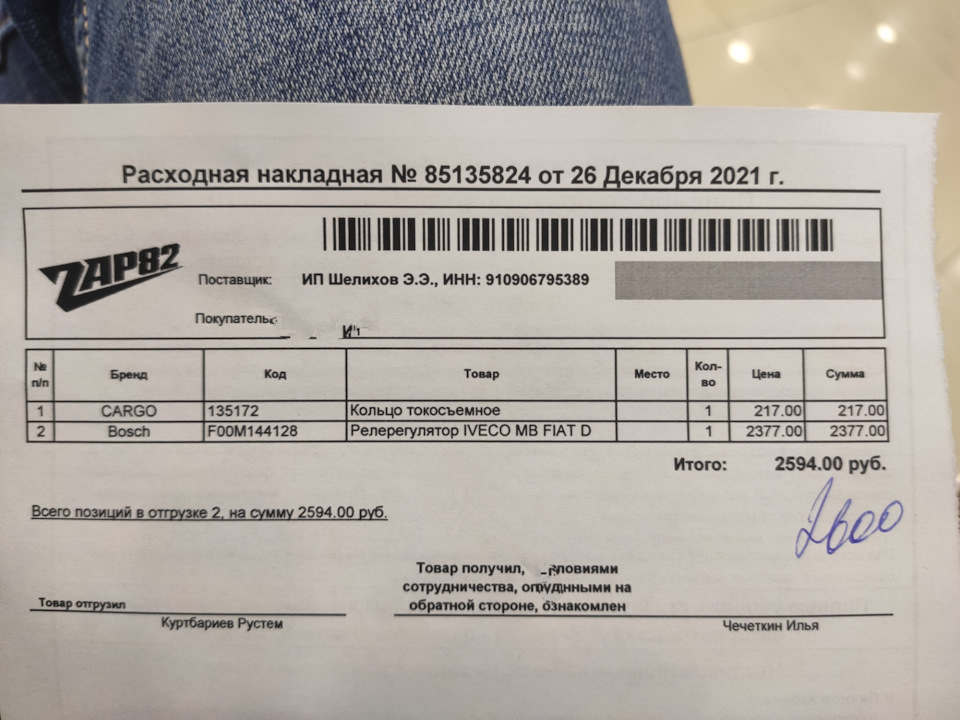 Расходная накладная № 85135824 от 26 Декабря 2021 г.
ZAP82
Поставщик: ИП Шелихов Э.Э., ИНН: 910906795389
Покупатель:
№ п/п Бренд Код Товар Место Кол-во Цена Сумма
1 CARGO 135172 Кольцо токосъемное 1 217.00 217.00
2 Bosch F00M144128 Релерегулятор IVECO MB FIAT D 1 2377.00 2377.00
Итого: 2594.00 руб.
2600
Всего позиций в отгрузке 2, на сумму 2594.00 руб.
Товар получил,
сотрудничества, на
обратной стороне, ознакомлен
Товар отгрузил
Куртбариев Рустем
Чечеткин Илья